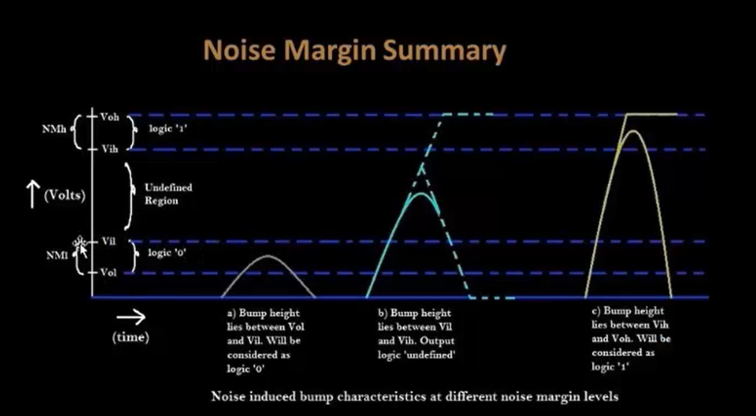 Noise Margin Summary
NMh
Voh
logic '1'
Vih
Undefined
Region
(Volts)
Vil
NMl
logic '0'
Vol
(time)
a) Bump height
lies between Vol
and Vil. Will be
considered as
logic '0'
b) Bump height
lies between Vil
and Vih. Output
logic 'undefined'
c) Bump height
lies between Vih
and Voh. Will be
considered as
logic '1'
Noise induced bump characteristics at different noise margin levels